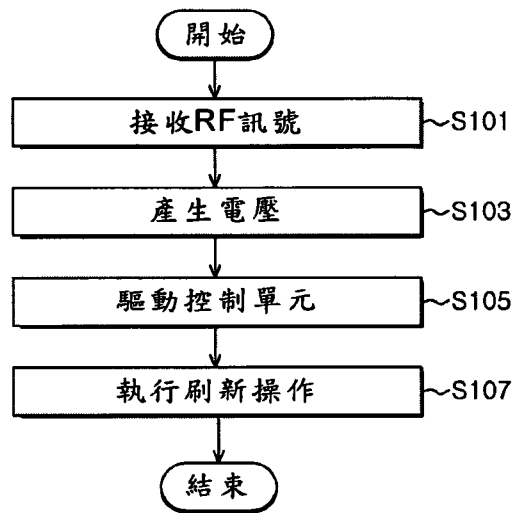 開始
接收RF訊號
S101
產生電壓
S103
驅動控制單元
S105
執行刷新操作
S107
結束